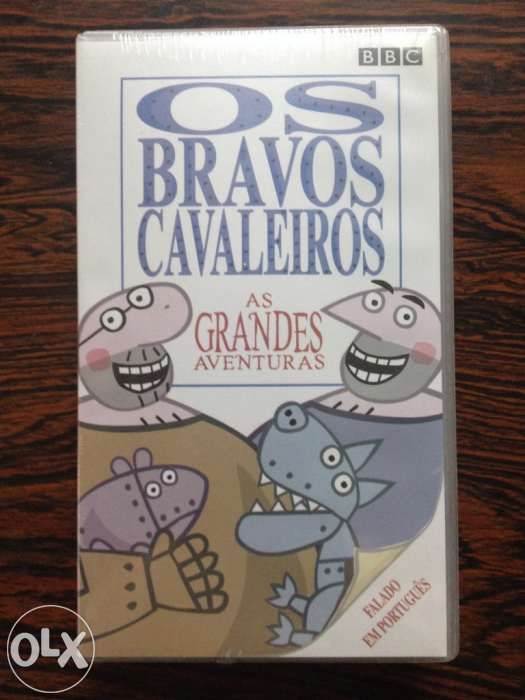 BBC
OS
BRAVOS
CAVALEIROS
AS
GRANDES
AVENTURAS
FALADO
EM PORTUGUÊS
OLX